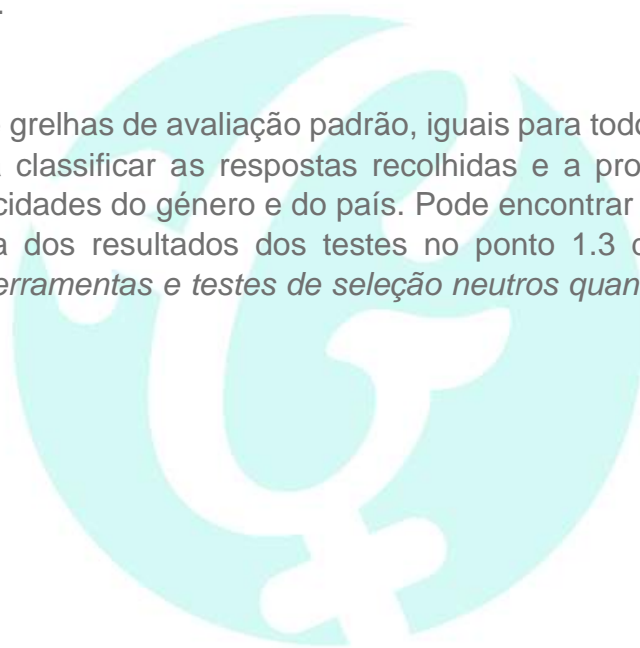 .
grelhas de avaliação padrão, iguais para todo
classificar as respostas recolhidas e a pro
cidades do género e do país. Pode encontrar
dos resultados dos testes no ponto 1.3
erramentas e testes de seleção neutros quan